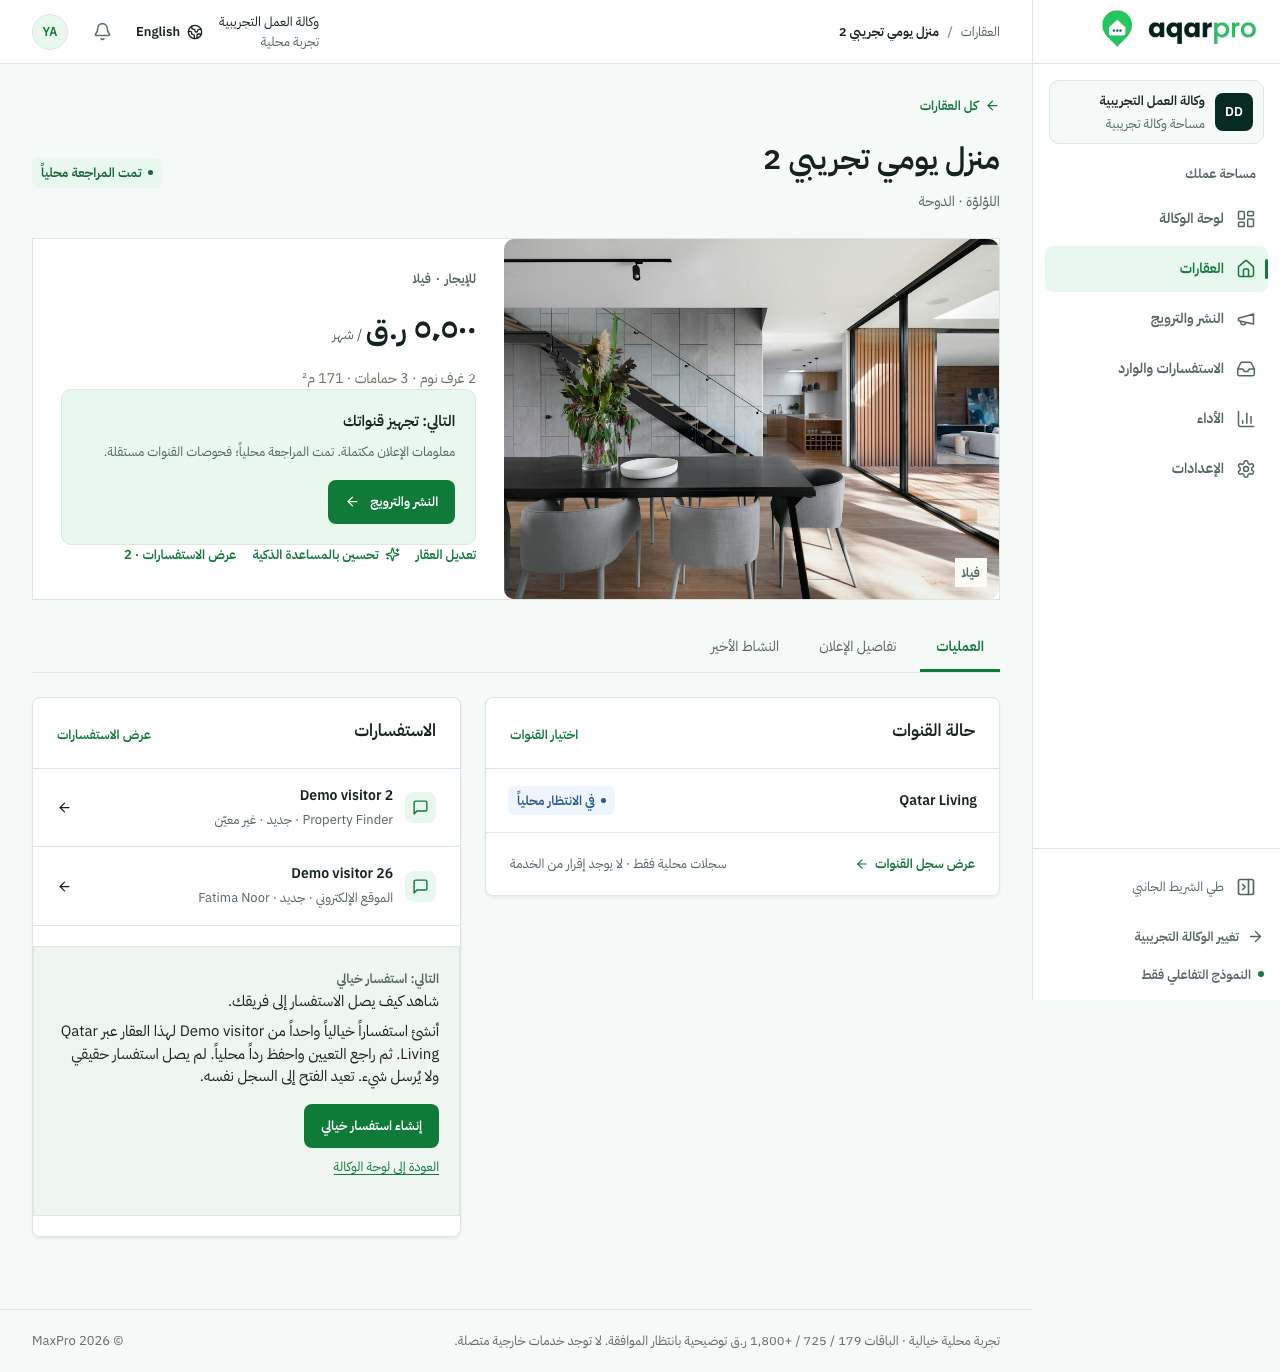 aqarpro
DD
وكالة العمل التجريبية
مساحة وكالة تجريبية
مساحة عملك
لوحة الوكالة
العقارات
النشر والترويج
الاستفسارات والوارد
الأداء
الإعدادات
طي الشريط الجانبي
تغيير الوكالة التجريبية
النموذج التفاعلي فقط
العقارات / منزل يومي تجريبي 2
وكالة العمل التجريبية
تجربة محلية
English
YA
كل العقارات
منزل يومي تجريبي 2
اللؤلؤة · الدوحة
تمت المراجعة محلياً
فيلا
للإيجار · فيلا
٥,٥٠٠ ر.ق / شهر
2 غرف نوم · 3 حمامات · 171 م²
التالي: تجهيز قنواتك
معلومات الإعلان مكتملة. تمت المراجعة محلياً؛ فحوصات القنوات مستقلة.
النشر والترويج
تعديل العقار
تحسين بالمساعدة الذكية
عرض الاستفسارات · 2
العمليات
تفاصيل الإعلان
النشاط الأخير
حالة القنوات
اختيار القنوات
Qatar Living
في الانتظار محلياً
عرض سجل القنوات
سجلات محلية فقط · لا يوجد إقرار من الخدمة
الاستفسارات
عرض الاستفسارات
Demo visitor 2
Property Finder · جديد · غير معيّن
Demo visitor 26
الموقع الإلكتروني · جديد · Fatima Noor
التالي: استفسار خيالي
شاهد كيف يصل الاستفسار إلى فريقك.
أنشئ استفساراً خيالياً واحداً من Demo visitor لهذا العقار عبر Qatar
Living. ثم راجع التعيين واحفظ رداً محلياً. لم يصل استفسار حقيقي
ولا يُرسل شيء. تعيد الفتح إلى السجل نفسه.
إنشاء استفسار خيالي
العودة إلى لوحة الوكالة
تجربة محلية خيالية · الباقات 179 / 725 / +1,800 ر.ق توضيحية بانتظار الموافقة. لا توجد خدمات خارجية متصلة.
© 2026 MaxPro